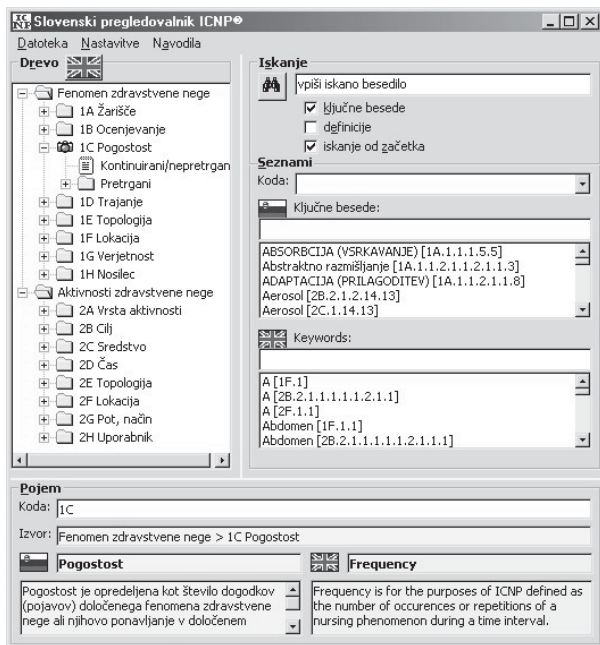 Slovenski pregledovalnik ICNP®
Datoteka Nastavitve Navodila
Drevo
Fenomen zdravstvene nege
1A Žarišče
1B Ocenjevanje
1C Pogostost
Kontinuirani/nepretrgan
Pretrgani
1D Trajanje
1E Topologija
1F Lokacija
1G Verjetnost
1H Nosilec
Aktivnosti zdravstvene nege
2A Vrsta aktivnosti
2B Cilj
2C Sredstvo
2D Čas
2E Topologija
2F Lokacija
2G Pot, način
2H Uporabnik
Iskanje
vpiši iskano besedilo
ključne besede
definicije
iskanje od začetka
Seznami
Koda:
Ključne besede:
ABSORBCIJA (VSRKAVANJE) [1A.1.1.1.5.5]
Abstraktno razmišljanje [1A.1.1.2.1.1.2.1.1.3]
ADAPTACIJA (PRILAGODITEV) [1A.1.1.2.1.1.8]
Aerosol [2B.2.1.2.14.13]
Aerosol [2C.1.14.13]
Keywords:
A [1F.1]
A [2B.2.1.1.1.1.1.2.1.1]
A [2F.1.1]
Abdomen [1F.1.1]
Abdomen [2B.2.1.1.1.1.1.2.1.1.1]
Pojem
Koda: 1C
Izvor: Fenomen zdravstvene nege > 1C Pogostost
Pogostost
Pogostost je opredeljena kot število dogodkov
(pojavov) določenega fenomena zdravstvene
nege ali njihovo ponavljanje v določenem
Frequency
Frequency is for the purposes of ICNP defined as
the number of occurences or repetitions of a
nursing phenomenon during a time interval.